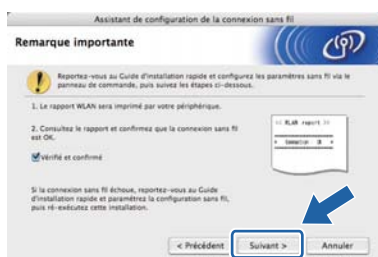 Assistant de configuration de la connexion sans fil
Remarque importante
Reportez-vous au Guide d'installation rapide et configurez les paramètres sans fil via le
panneau de commande, puis suivez les étapes ci-dessous.
1. Le rapport WLAN sera imprimé par votre périphérique.
2. Consultez le rapport et confirmez que la connexion sans fil
est OK.
Vérifié et confirmé
Si la connexion sans fil échoue, reportez-vous au Guide
d'installation rapide et paramétrez la configuration sans fil,
puis ré-exécutez cette installation.
< Précédent
Suivant >
Annuler